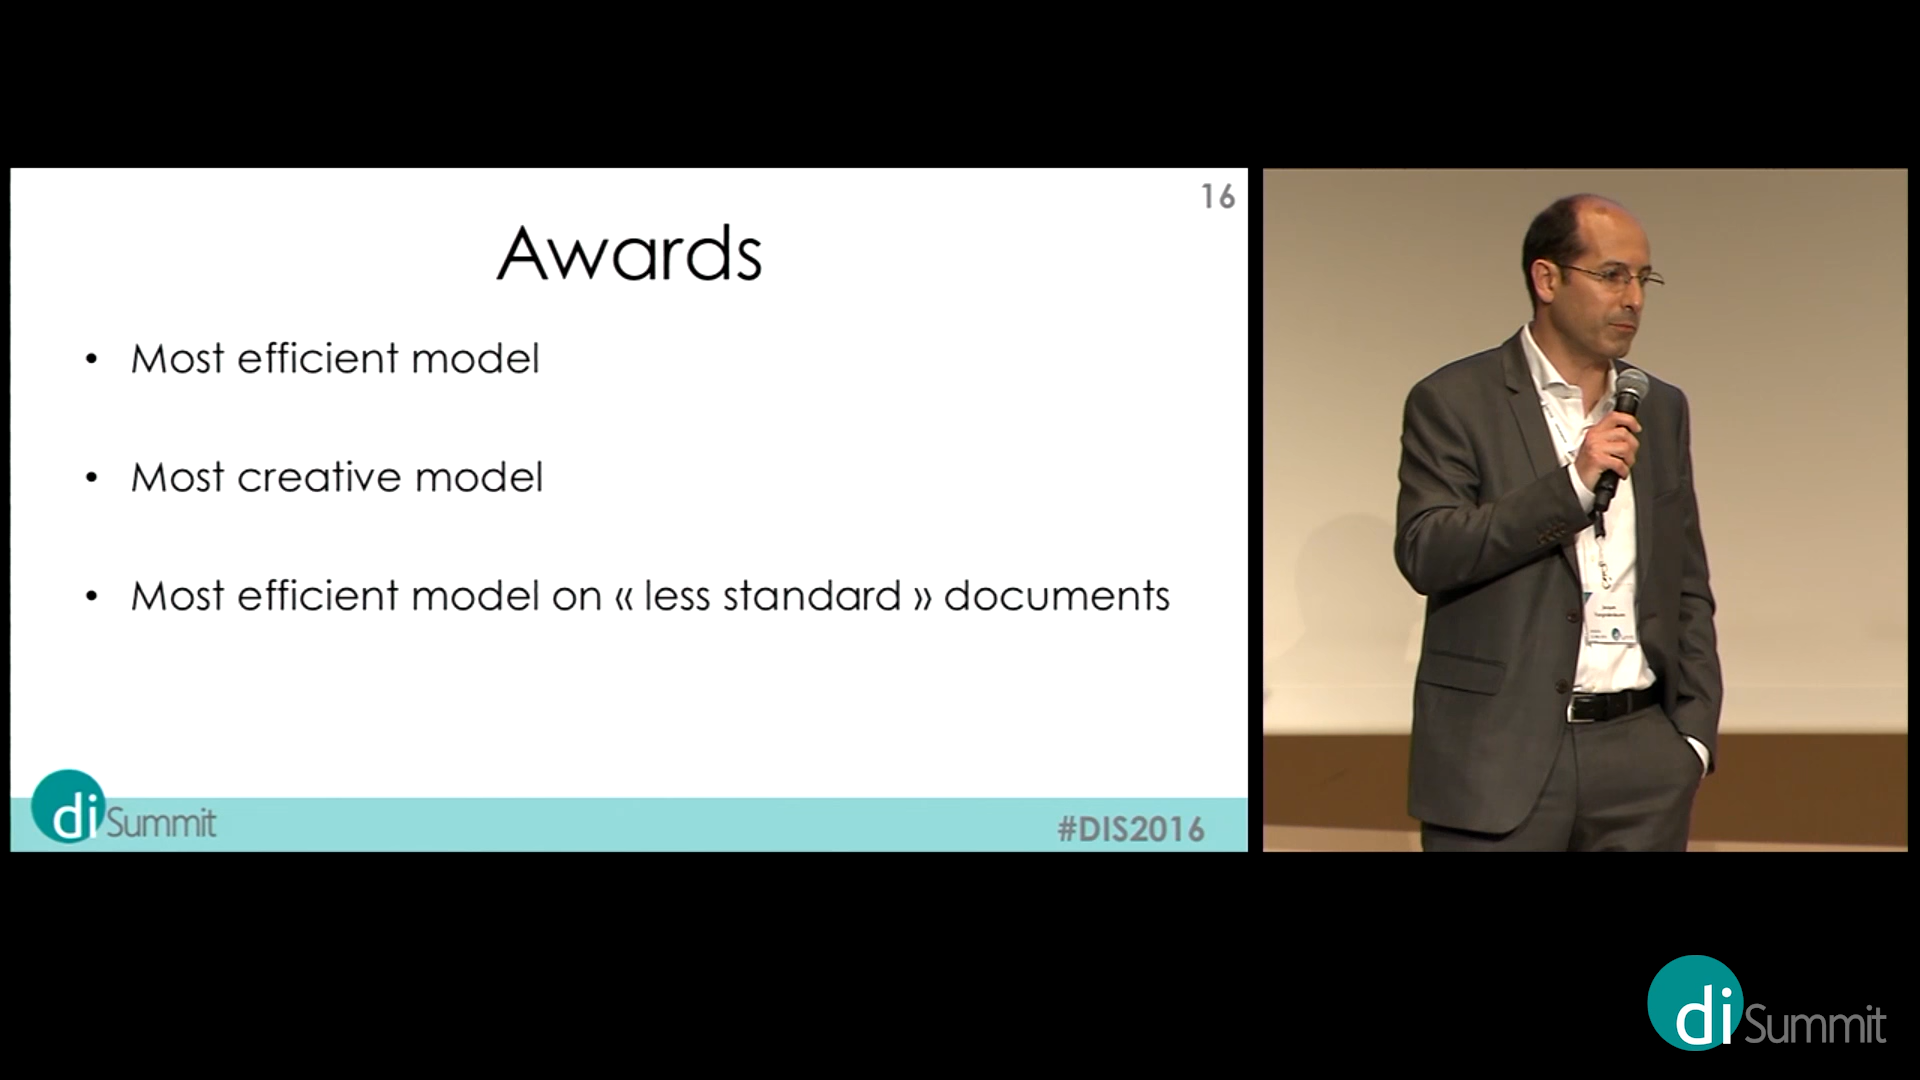 16
Awards
• Most efficient model
• Most creative model
• Most efficient model on « less standard » documents
di Summit
#DIS2016
Summit
di Summit